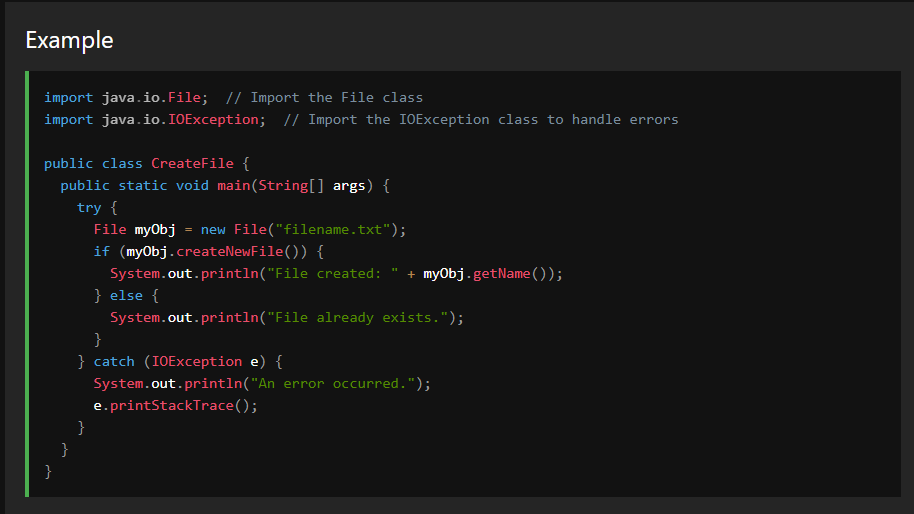 Example
import java.io.File;  // Import the File class
import java.io.IOException;  // Import the IOException class to handle errors

public class CreateFile {
  public static void main(String[] args) {
    try {
      File myObj = new File("filename.txt");
      if (myObj.createNewFile()) {
        System.out.println("File created: " + myObj.getName());
      } else {
        System.out.println("File already exists.");
      }
    } catch (IOException e) {
      System.out.println("An error occurred.");
      e.printStackTrace();
    }
  }
}